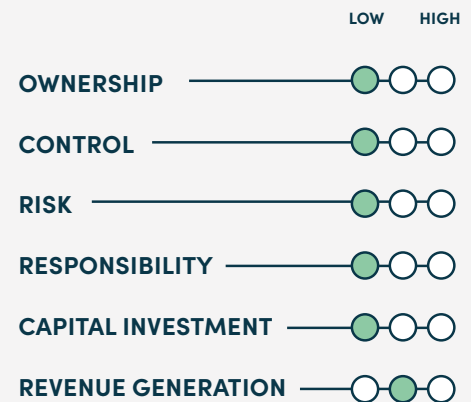 LOW HIGH
OWNERSHIP
CONTROL
RISK
RESPONSIBILITY
CAPITAL INVESTMENT
REVENUE GENERATION